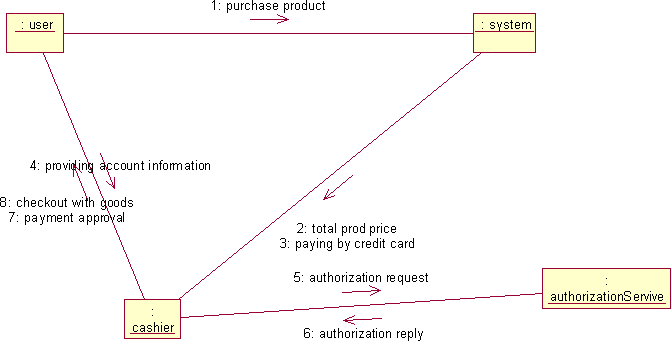 1: purchase product
: user
: system
4: providing account information
8: checkout with goods
7: payment approval
2: total prod price
3: paying by credit card
5: authorization request
:
authorizationServive
:
cashier
6: authorization reply